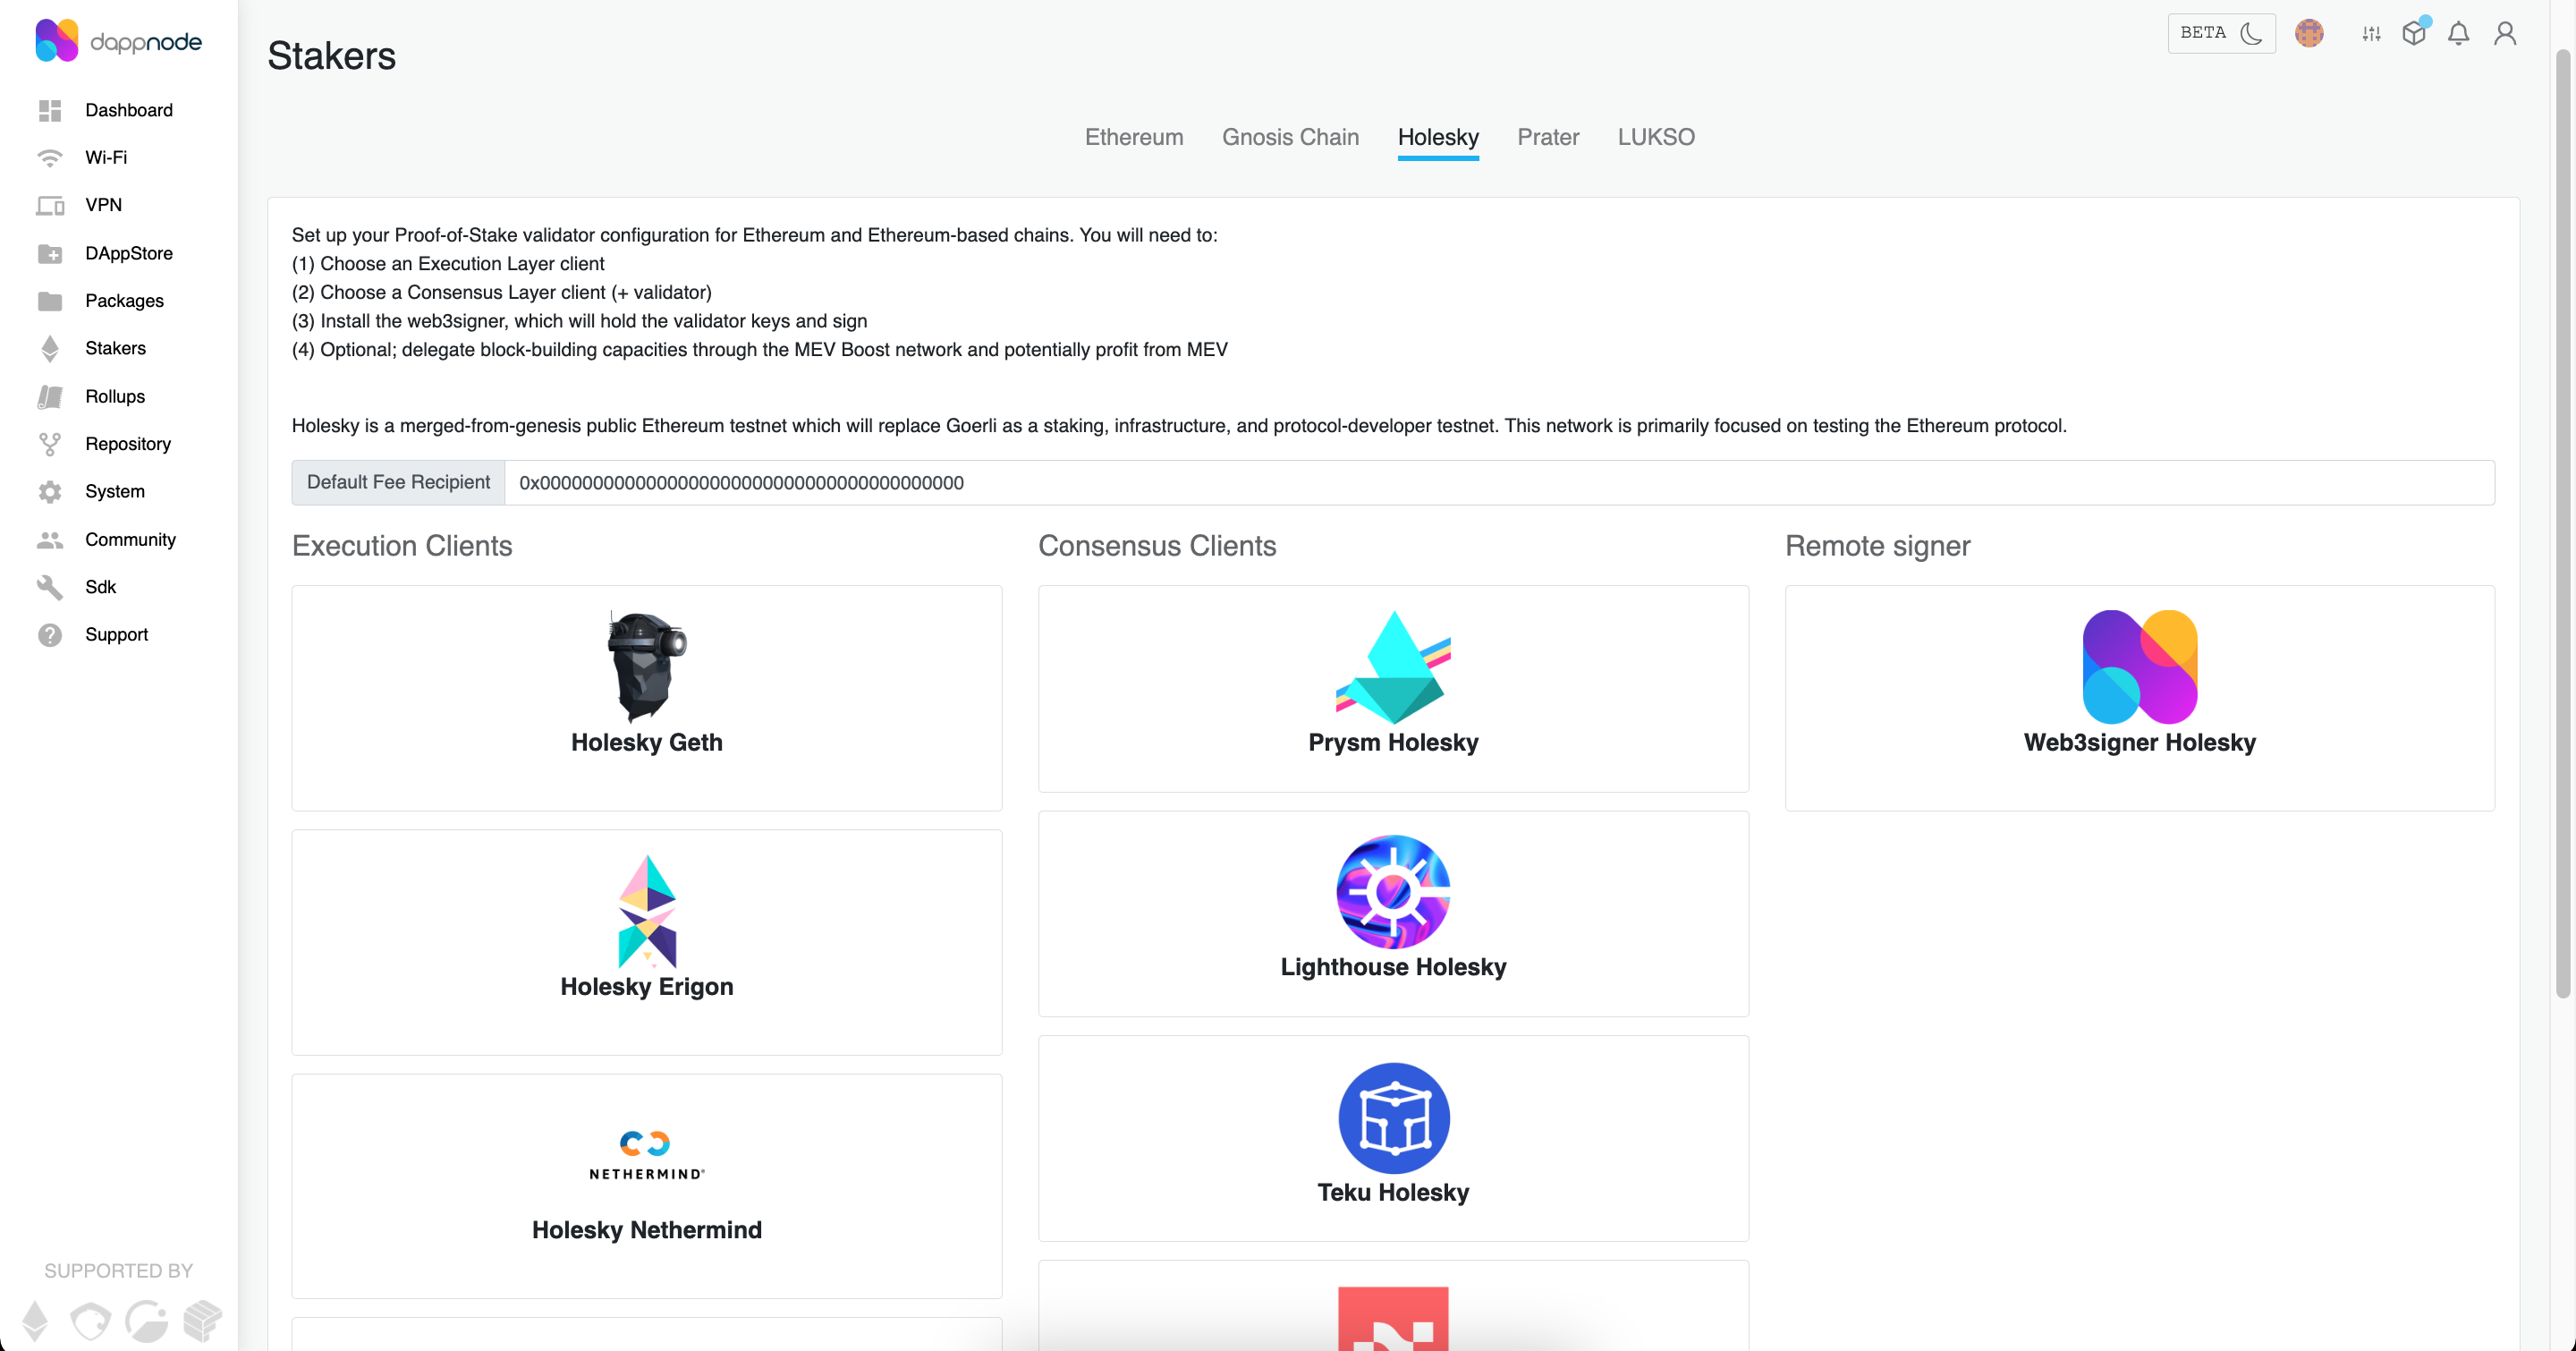 dappnode
Dashboard
Wi-Fi
VPN
DAppStore
Packages
Stakers
Rollups
Repository
System
Community
Sdk
Support
SUPPORTED BY
Stakers
BETA
Ethereum
Gnosis Chain
Holesky
Prater
LUKSO
Set up your Proof-of-Stake validator configuration for Ethereum and Ethereum-based chains. You will need to:
(1) Choose an Execution Layer client
(2) Choose a Consensus Layer client (+ validator)
(3) Install the web3signer, which will hold the validator keys and sign
(4) Optional; delegate block-building capacities through the MEV Boost network and potentially profit from MEV
Holesky is a merged-from-genesis public Ethereum testnet which will replace Goerli as a staking, infrastructure, and protocol-developer testnet. This network is primarily focused on testing the Ethereum protocol.
Default Fee Recipient
0x0000000000000000000000000000000000000000
Execution Clients
Holesky Geth
Holesky Erigon
NETHERMIND
Holesky Nethermind
Consensus Clients
Prysm Holesky
Lighthouse Holesky
Teku Holesky
Remote signer
Web3signer Holesky